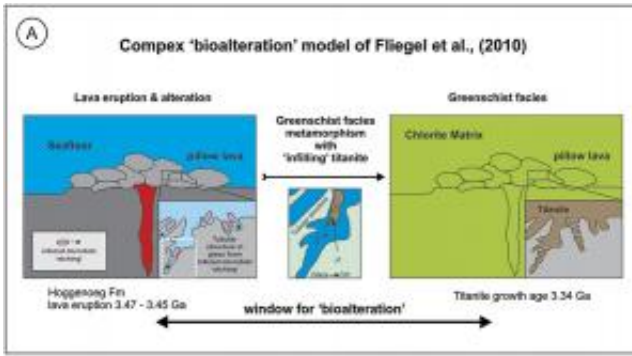 A
Compex 'bioalteration' model of Fliegel et al., (2010)
Lava eruption & alteration
Greenschist facies
Greenschist facies
metamorphism
with
'infilling' titanite
Seafloor
pillow lava
Chlorite Matrix
pillow lava
Titanite
Hoggenoeg Fm
lava eruption 3.47 - 3.45 Ga
Titanite growth age 3.34 Ga
window for 'bioalteration'